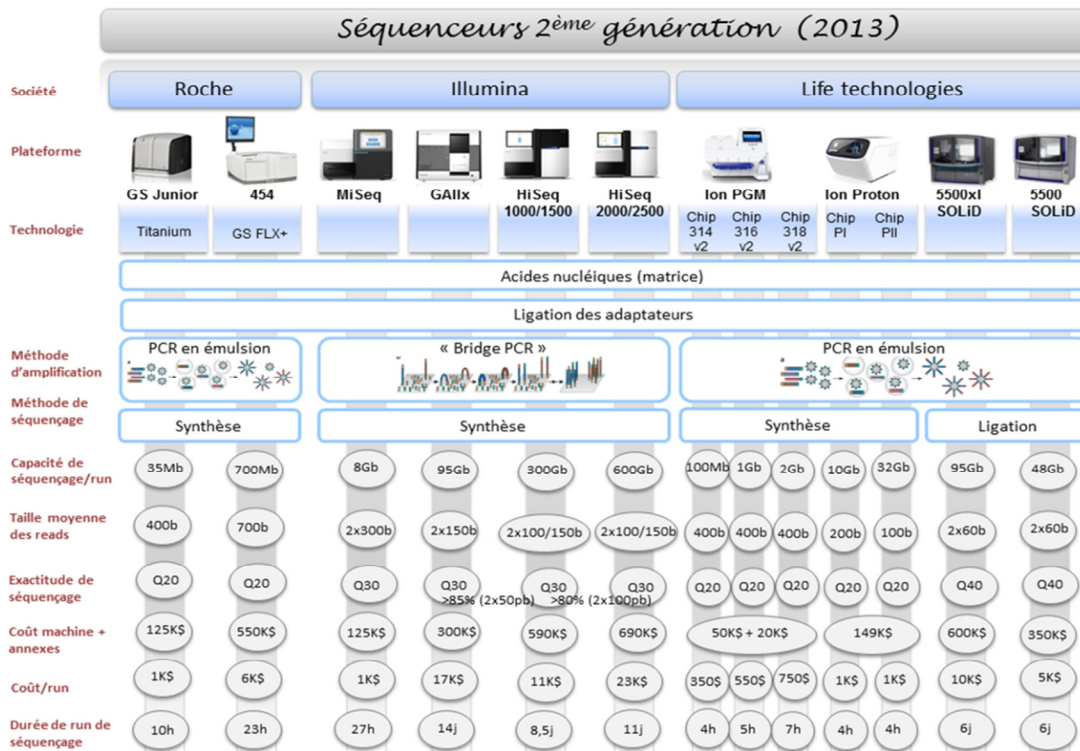 Séquenceurs 2ème génération (2013)
Société
Roche
Illumina
Life technologies
Plateforme
GS Junior
454
MiSeq
GAIIx
HiSeq
1000/1500
HiSeq
2000/2500
Ion PGM
Ion Proton
5500xl
SOLiD
5500
SOLiD
Technologie
Titanium
GS FLX+
Chip
314
v2
Chip
316
v2
Chip
318
v2
Chip
PI
Chip
PII
Acides nucléiques (matrice)
Ligation des adaptateurs
Méthode
d'amplification
PCR en émulsion
« Bridge PCR »
PCR en émulsion
Méthode de
séquençage
Synthèse
Synthèse
Synthèse
Ligation
Capacité de
séquençage/run
35Mb
700Mb
8Gb
95Gb
300Gb
600Gb
100Mb
1Gb
2Gb
10Gb
32Gb
95Gb
48Gb
Taille moyenne
des reads
400b
700b
2x300b
2x150b
2x100/150b
2x100/150b
400b
400b
400b
200b
100b
2x60b
2x60b
Exactitude de
séquençage
Q20
Q20
Q30
Q30
Q30
Q30
Q20
Q20
Q20
Q20
Q20
Q40
Q40
>85% (2x50pb)
>80% (2x100pb)
Coût machine +
annexes
125K$
550K$
125K$
300K$
590K$
690K$
50K$ + 20K$
149K$
600K$
350K$
Coût/run
1K$
6K$
1K$
17K$
11K$
23K$
350$
550$
750$
1K$
1K$
10K$
5K$
Durée de run de
séquençage
10h
23h
27h
14j
8,5j
11j
4h
5h
7h
4h
4h
6j
6j